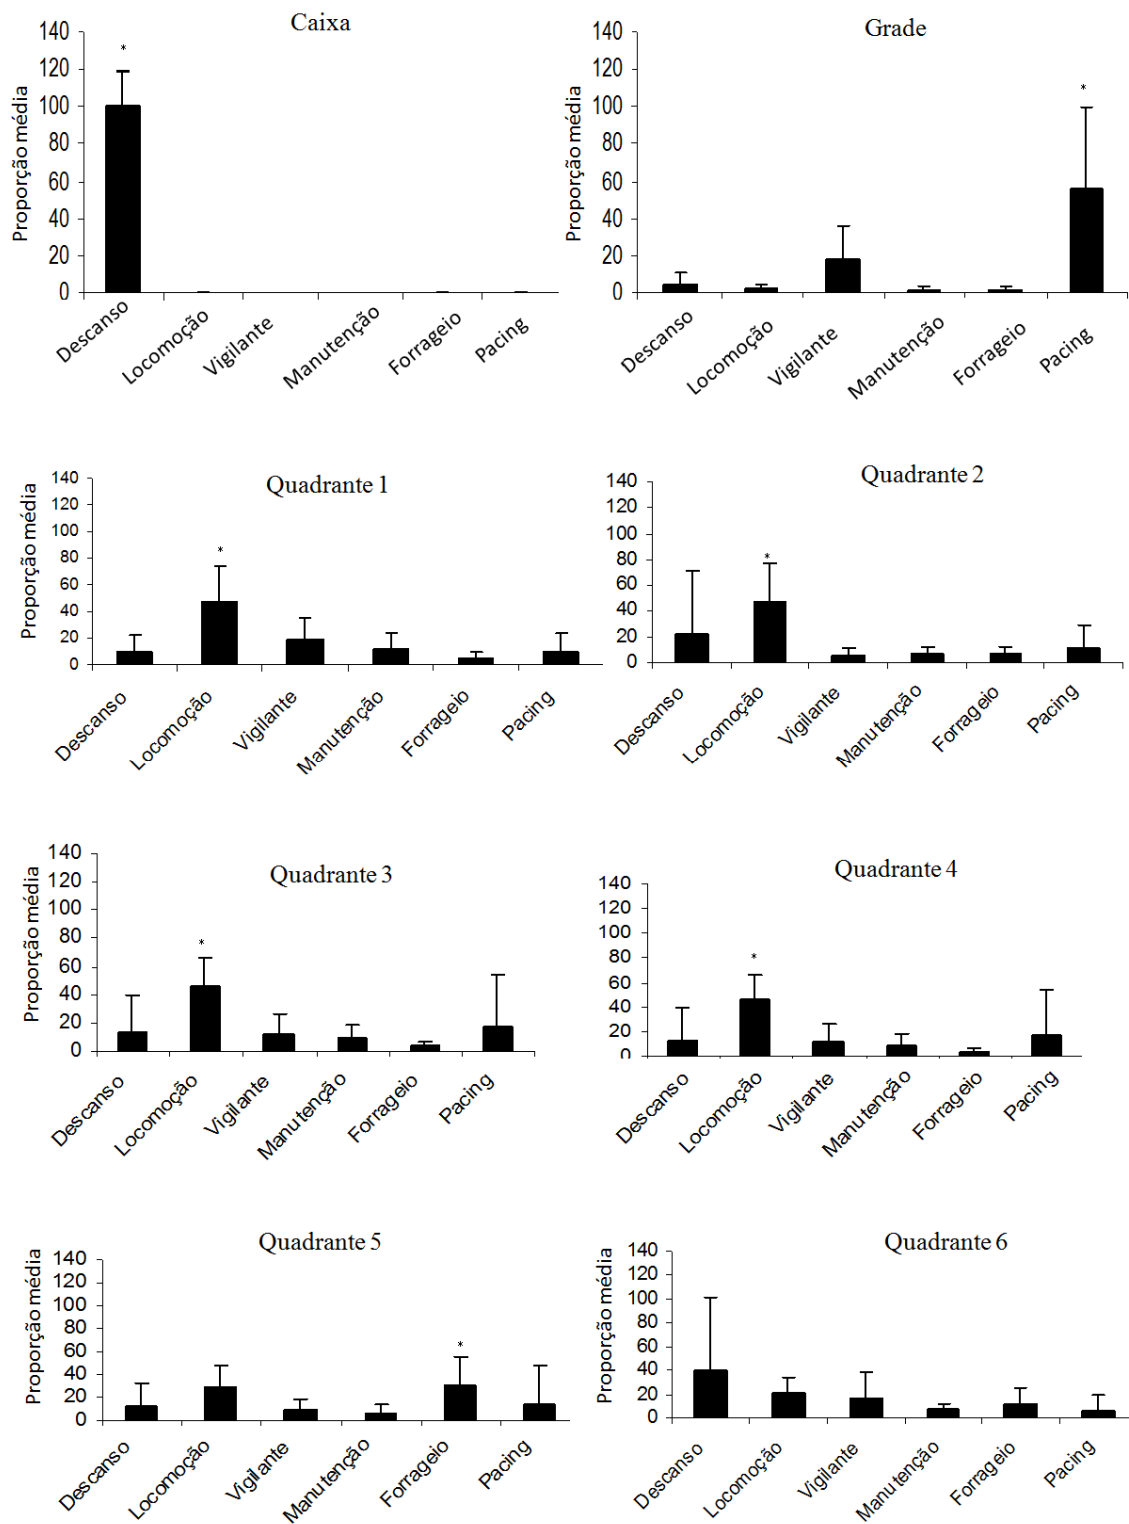 Caixa
Proporção média
140
120
100
80
60
40
20
0
*
Descanso
Locomoção
Vigilante
Manutenção
Forrageio
Pacing
Grade
Proporção média
140
120
100
80
60
40
20
0
*
Descanso
Locomoção
Vigilante
Manutenção
Forrageio
Pacing
Quadrante 1
Proporção média
140
120
100
80
60
40
20
0
*
Descanso
Locomoção
Vigilante
Manutenção
Forrageio
Pacing
Quadrante 2
140
120
100
80
60
40
20
0
*
Descanso
Locomoção
Vigilante
Manutenção
Forrageio
Pacing
Quadrante 3
Proporção média
140
120
100
80
60
40
20
0
*
Descanso
Locomoção
Vigilante
Manutenção
Forrageio
Pacing
Quadrante 4
140
120
100
80
60
40
20
0
*
Descanso
Locomoção
Vigilante
Manutenção
Forrageio
Pacing
Quadrante 5
Proporção média
140
120
100
80
60
40
20
0
*
Descanso
Locomoção
Vigilante
Manutenção
Forrageio
Pacing
Quadrante 6
Proporção média
140
120
100
80
60
40
20
0
Descanso
Locomoção
Vigilante
Manutenção
Forrageio
Pacing